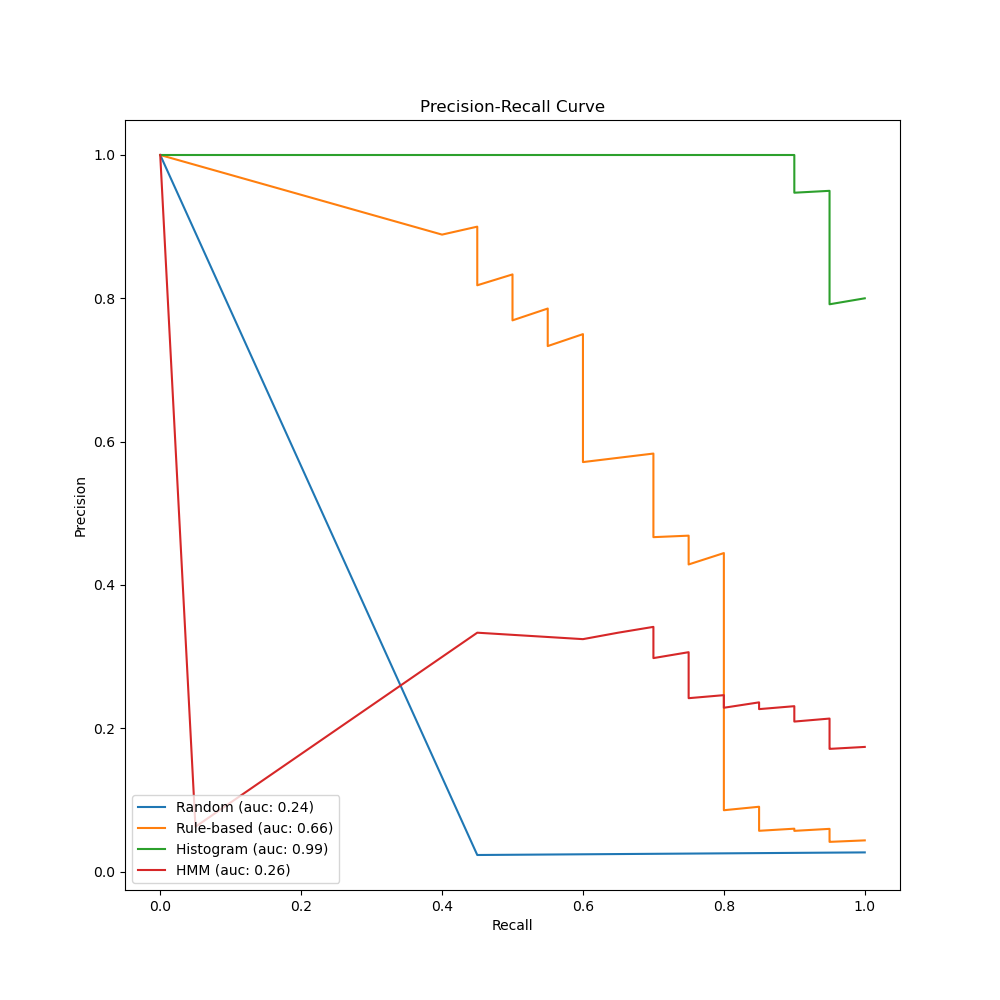 Precision-Recall Curve
1.0
0.8
0.6
0.4
0.2
0.0
Precision
Random (auc: 0.24)
Rule-based (auc: 0.66)
Histogram (auc: 0.99)
HMM (auc: 0.26)
0.0 0.2 0.4 0.6 0.8 1.0
Recall